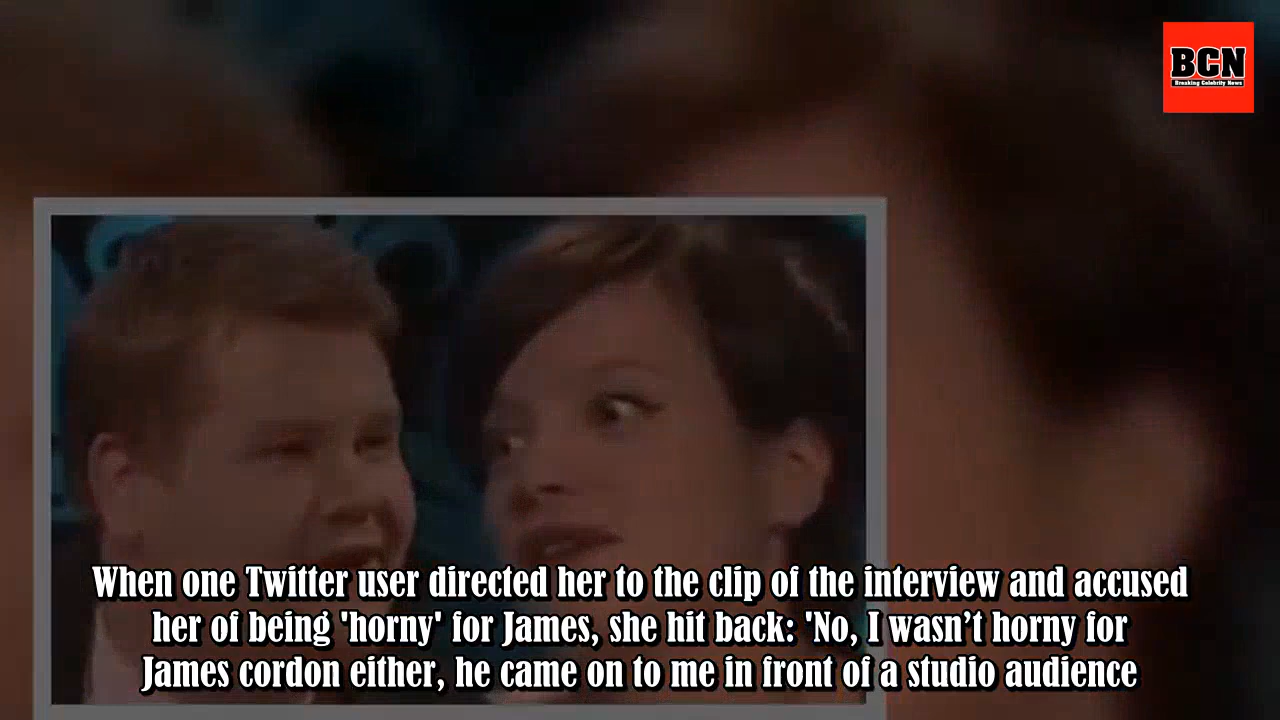 BCN
Breaking Celebrity News
When one Twitter user directed her to the clip of the interview and accused
her of being 'horny' for James, she hit back: 'No, I wasn’t horny for
James cordon either, he came on to me in front of a studio audience